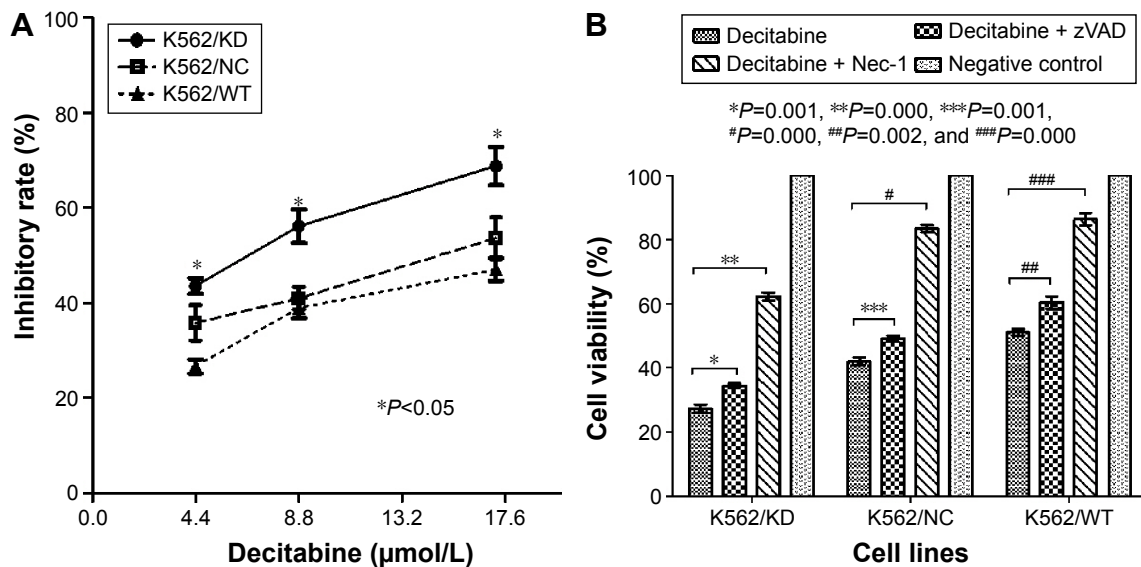 A
100
80
60
40
20
0
Inhibitory rate (%)
K562/KD
K562/NC
K562/WT
*
*
*
*P<0.05
0.0 4.4 8.8 13.2 17.6
Decitabine (µmol/L)
B
Decitabine Decitabine + zVAD
Decitabine + Nec-1 Negative control
*P=0.001, **P=0.000, ***P=0.001,
#P=0.000, ##P=0.002, and ###P=0.000
100
80
60
40
20
0
Cell viability (%)
*
**
***
#
##
###
K562/KD K562/NC K562/WT
Cell lines